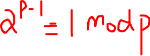 2^{p-1} ≡ 1 mod p